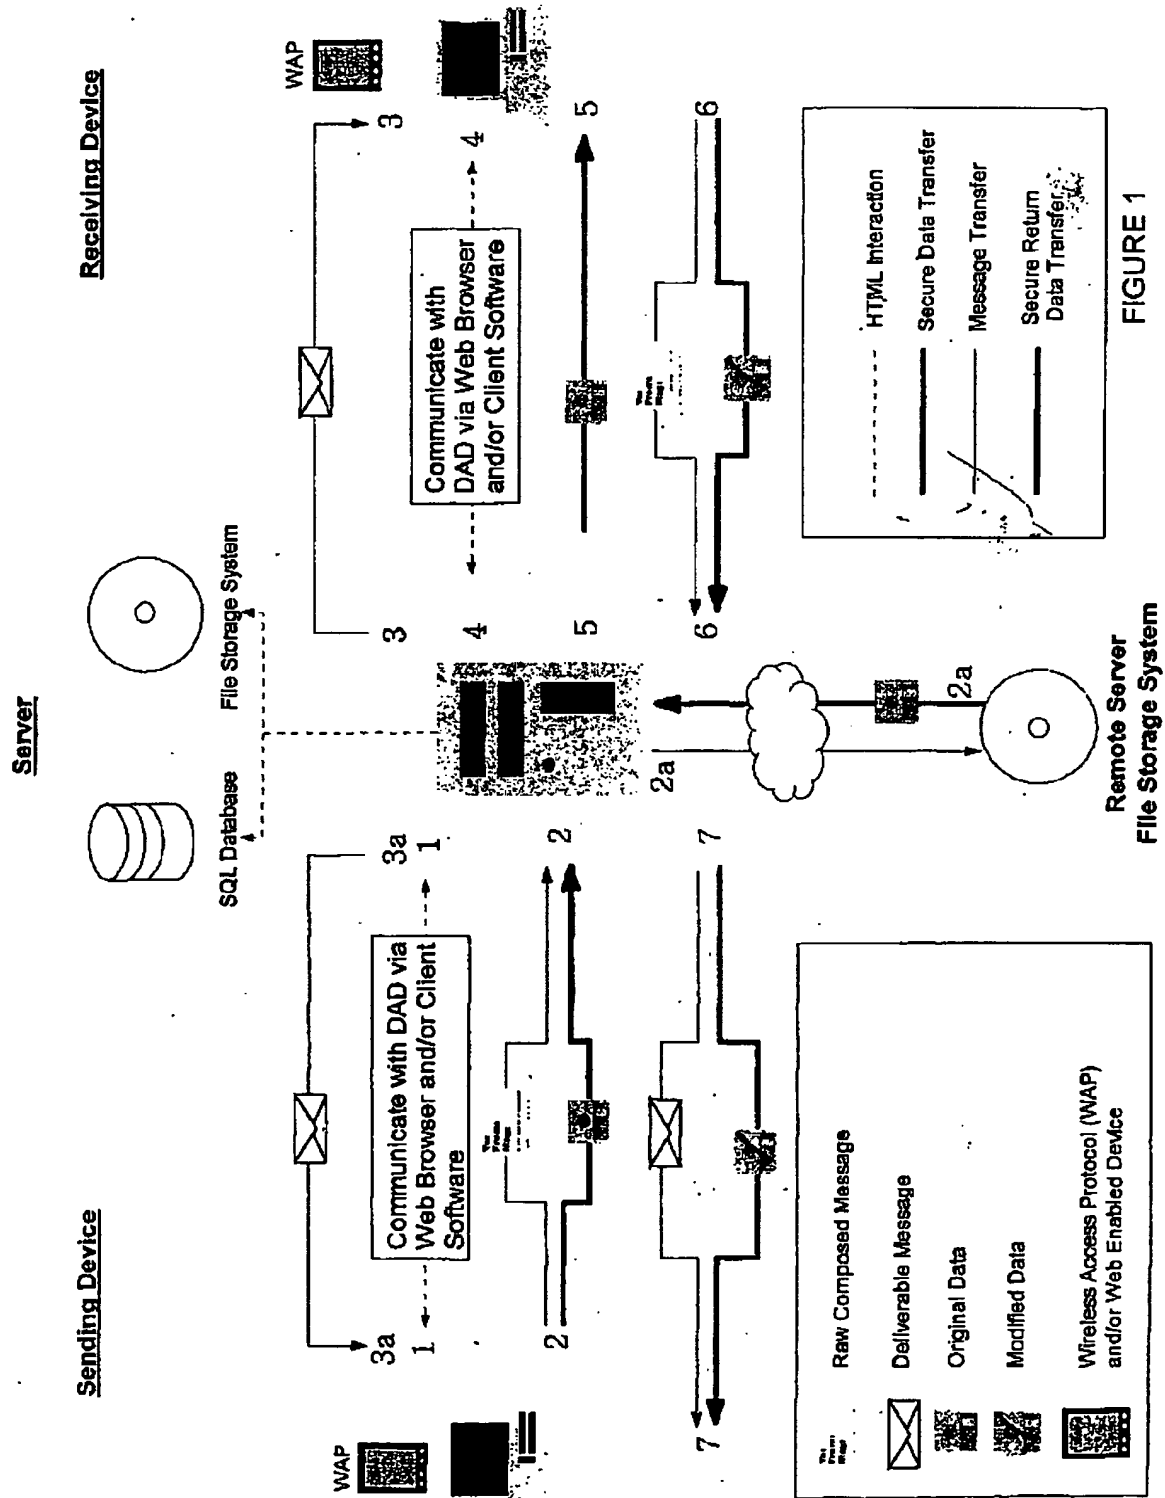 Sending Device
Server
Receiving Device
WAP
WAP
SQL Database
File Storage System
3a
3a
3
3
1
Communicate with DAD via
Web Browser and/or Client
Software
1
4
Communicate with
DAD via Web Browser
and/or Client Software
4
2
2
5
5
7
7
6
6
2a
2a
Remote Server
File Storage System
Raw Composed Message
Deliverable Message
Original Data
Modified Data
Wireless Access Protocol (WAP)
and/or Web Enabled Device
HTML Interaction
Secure Data Transfer
Message Transfer
Secure Return
Data Transfer
FIGURE 1